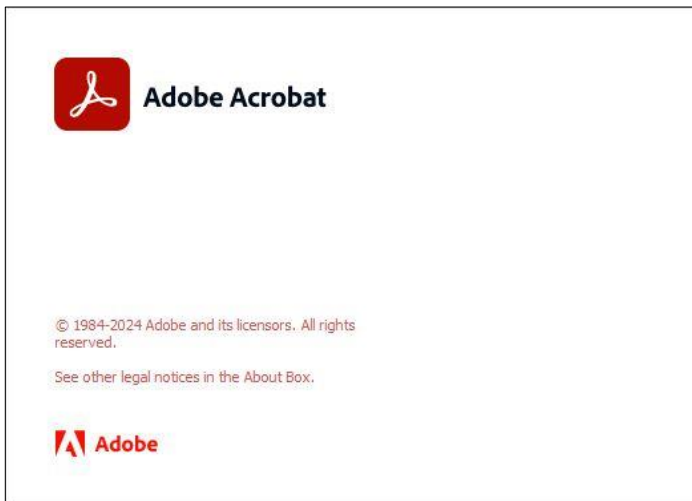 Adobe Acrobat
© 1984-2024 Adobe and its licensors. All rights
reserved.
See other legal notices in the About Box.
Adobe